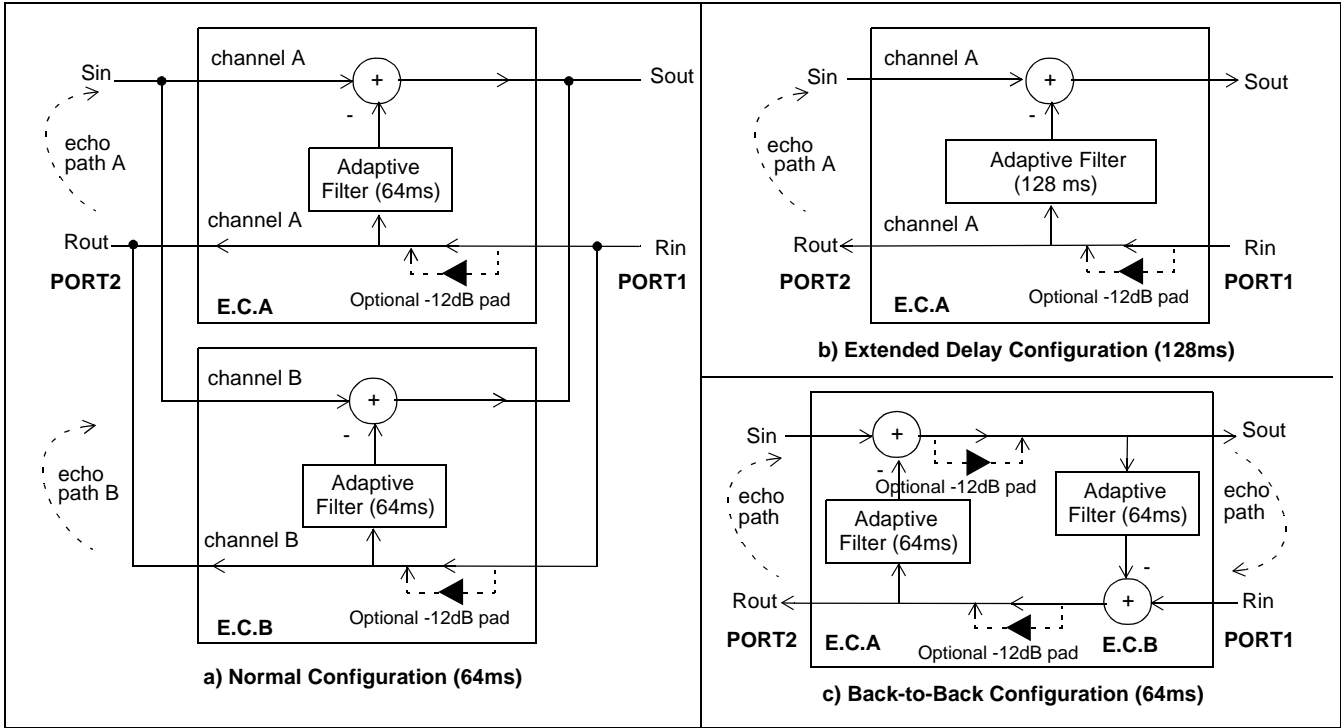 channel A
Sin
+
Sout
-
echo
path A
Adaptive
Filter (64ms)
channel A
Rout
Rin
PORT2
PORT1
Optional -12dB pad
E.C.A
channel B
+
-
echo
path B
Adaptive
Filter (64ms)
channel B
Optional -12dB pad
E.C.B
a) Normal Configuration (64ms)
channel A
Sin
+
Sout
-
echo
path A
Adaptive Filter
(128 ms)
channel A
Rout
Rin
PORT2
PORT1
Optional -12dB pad
E.C.A
b) Extended Delay Configuration (128ms)
Sin
+
Sout
-
Optional -12dB pad
echo
path
Adaptive
Filter (64ms)
Adaptive
Filter (64ms)
echo
path
-
Rout
+
Rin
PORT2
E.C.A
Optional -12dB pad
E.C.B
PORT1
c) Back-to-Back Configuration (64ms)